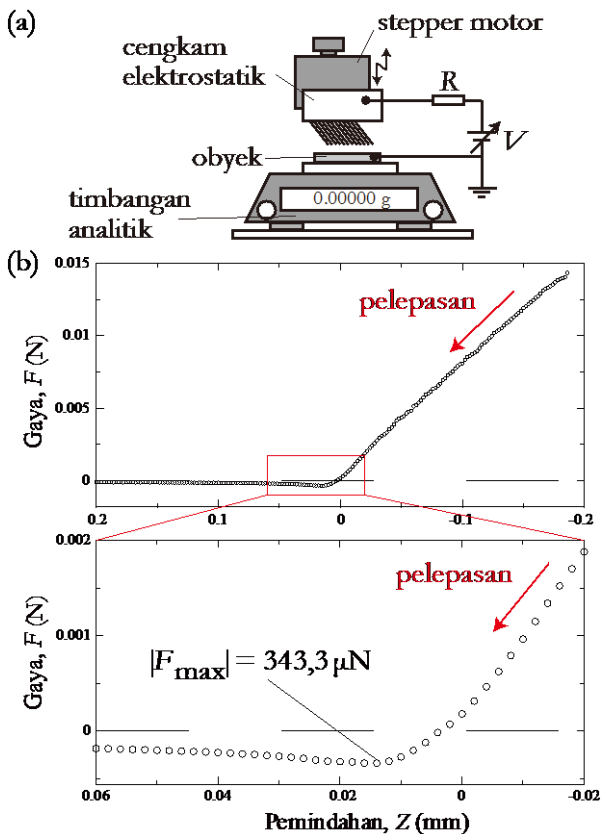 (a)
stepper motor
cengkam
elektrostatik
R
obyek
V
0.00000 g
timbangan
analitik
(b)
0.015
pelepasan
0.01
Gaya, F (N)
0.005
0
0.2 0.1 0 -0.1 -0.2
0.002
pelepasan
0.001
Gaya, F (N)
|Fmax| = 343,3 µN
0
0.06 0.04 0.02 0 -0.02
Pemindahan, Z (mm)